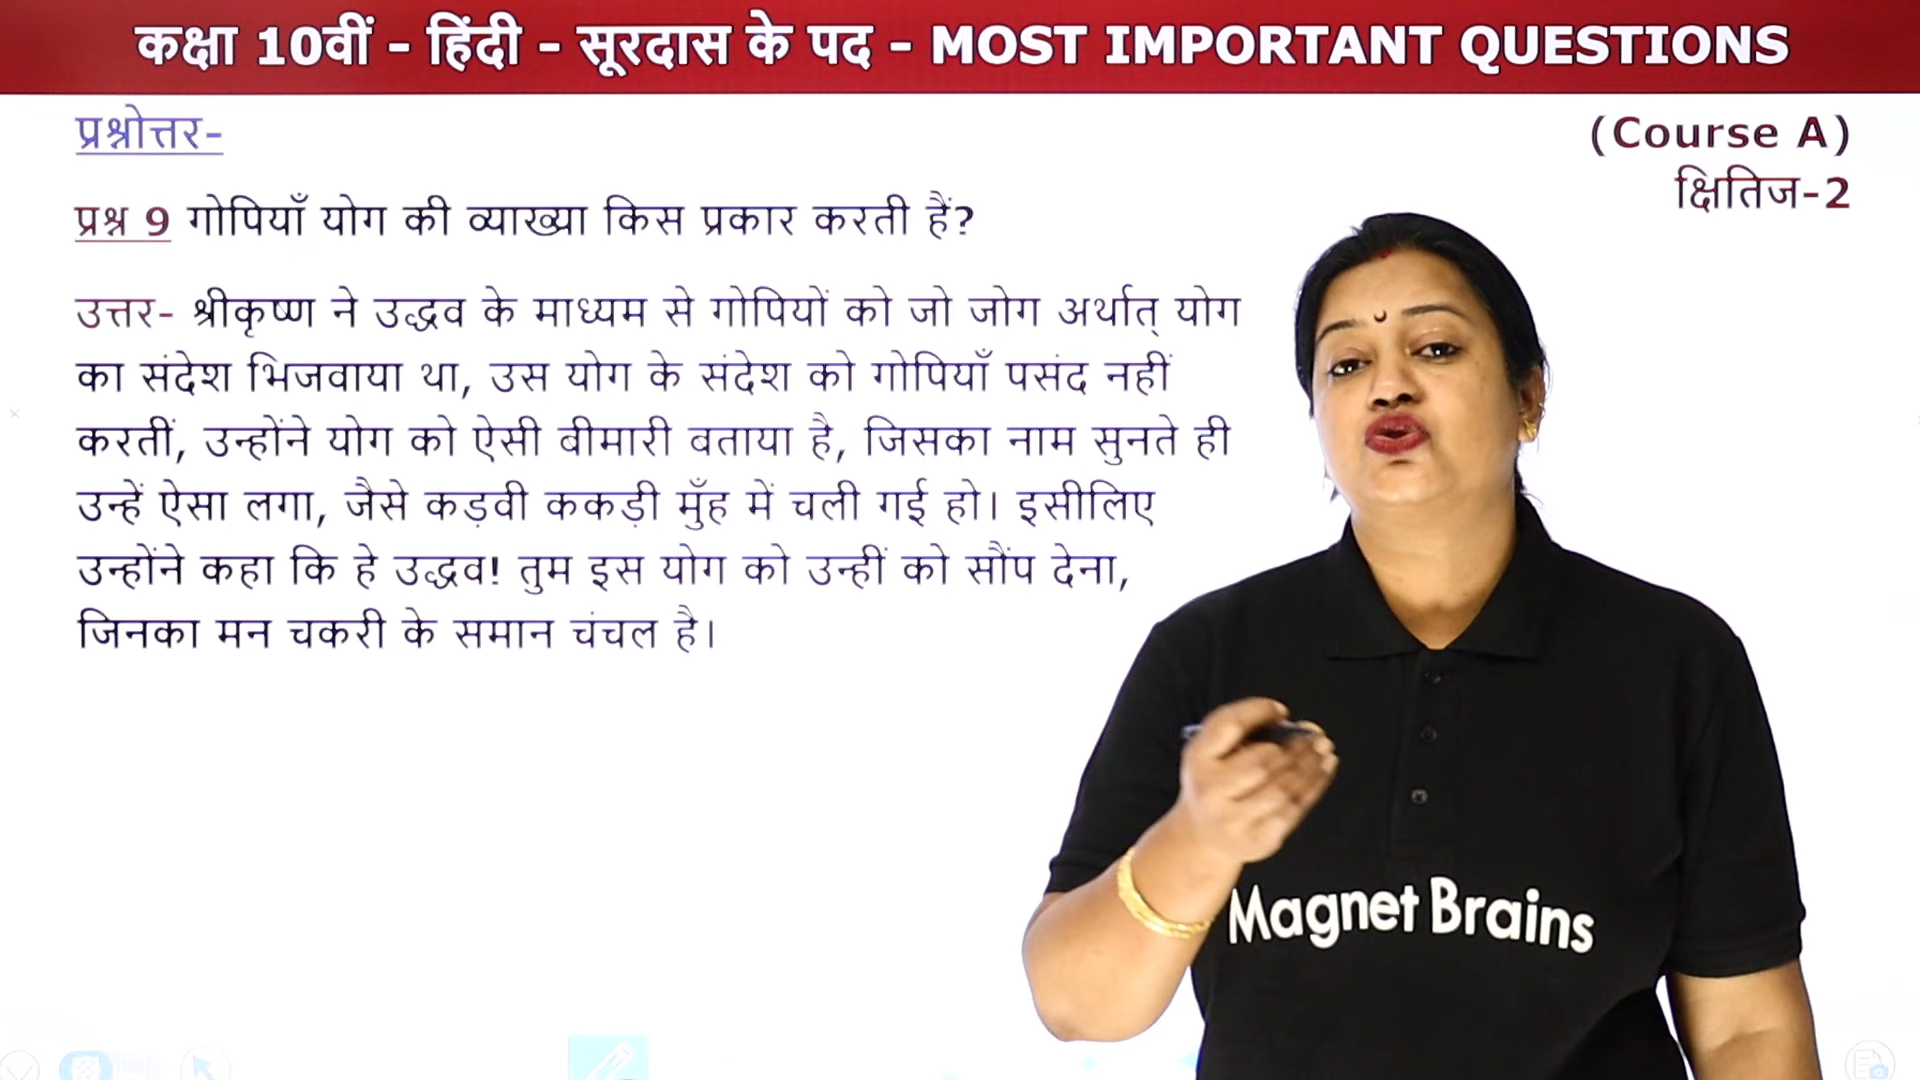 कक्षा 10वीं - हिंदी - सूरदास के पद - MOST IMPORTANT QUESTIONS
प्रश्नोत्तर-
(Course A)
क्षितिज-2
प्रश्न 9 गोपियाँ योग की व्याख्या किस प्रकार करती हैं?
उत्तर- श्रीकृष्ण ने उद्धव के माध्यम से गोपियों को जो जोग अर्थात् योग
का संदेश भिजवाया था, उस योग के संदेश को गोपियाँ पसंद नहीं
करतीं, उन्होंने योग को ऐसी बीमारी बताया है, जिसका नाम सुनते ही
उन्हें ऐसा लगा, जैसे कड़वी ककड़ी मुँह में चली गई हो। इसीलिए
उन्होंने कहा कि हे उद्धव! तुम इस योग को उन्हीं को सौंप देना,
जिनका मन चकरी के समान चंचल है।
Magnet Brains